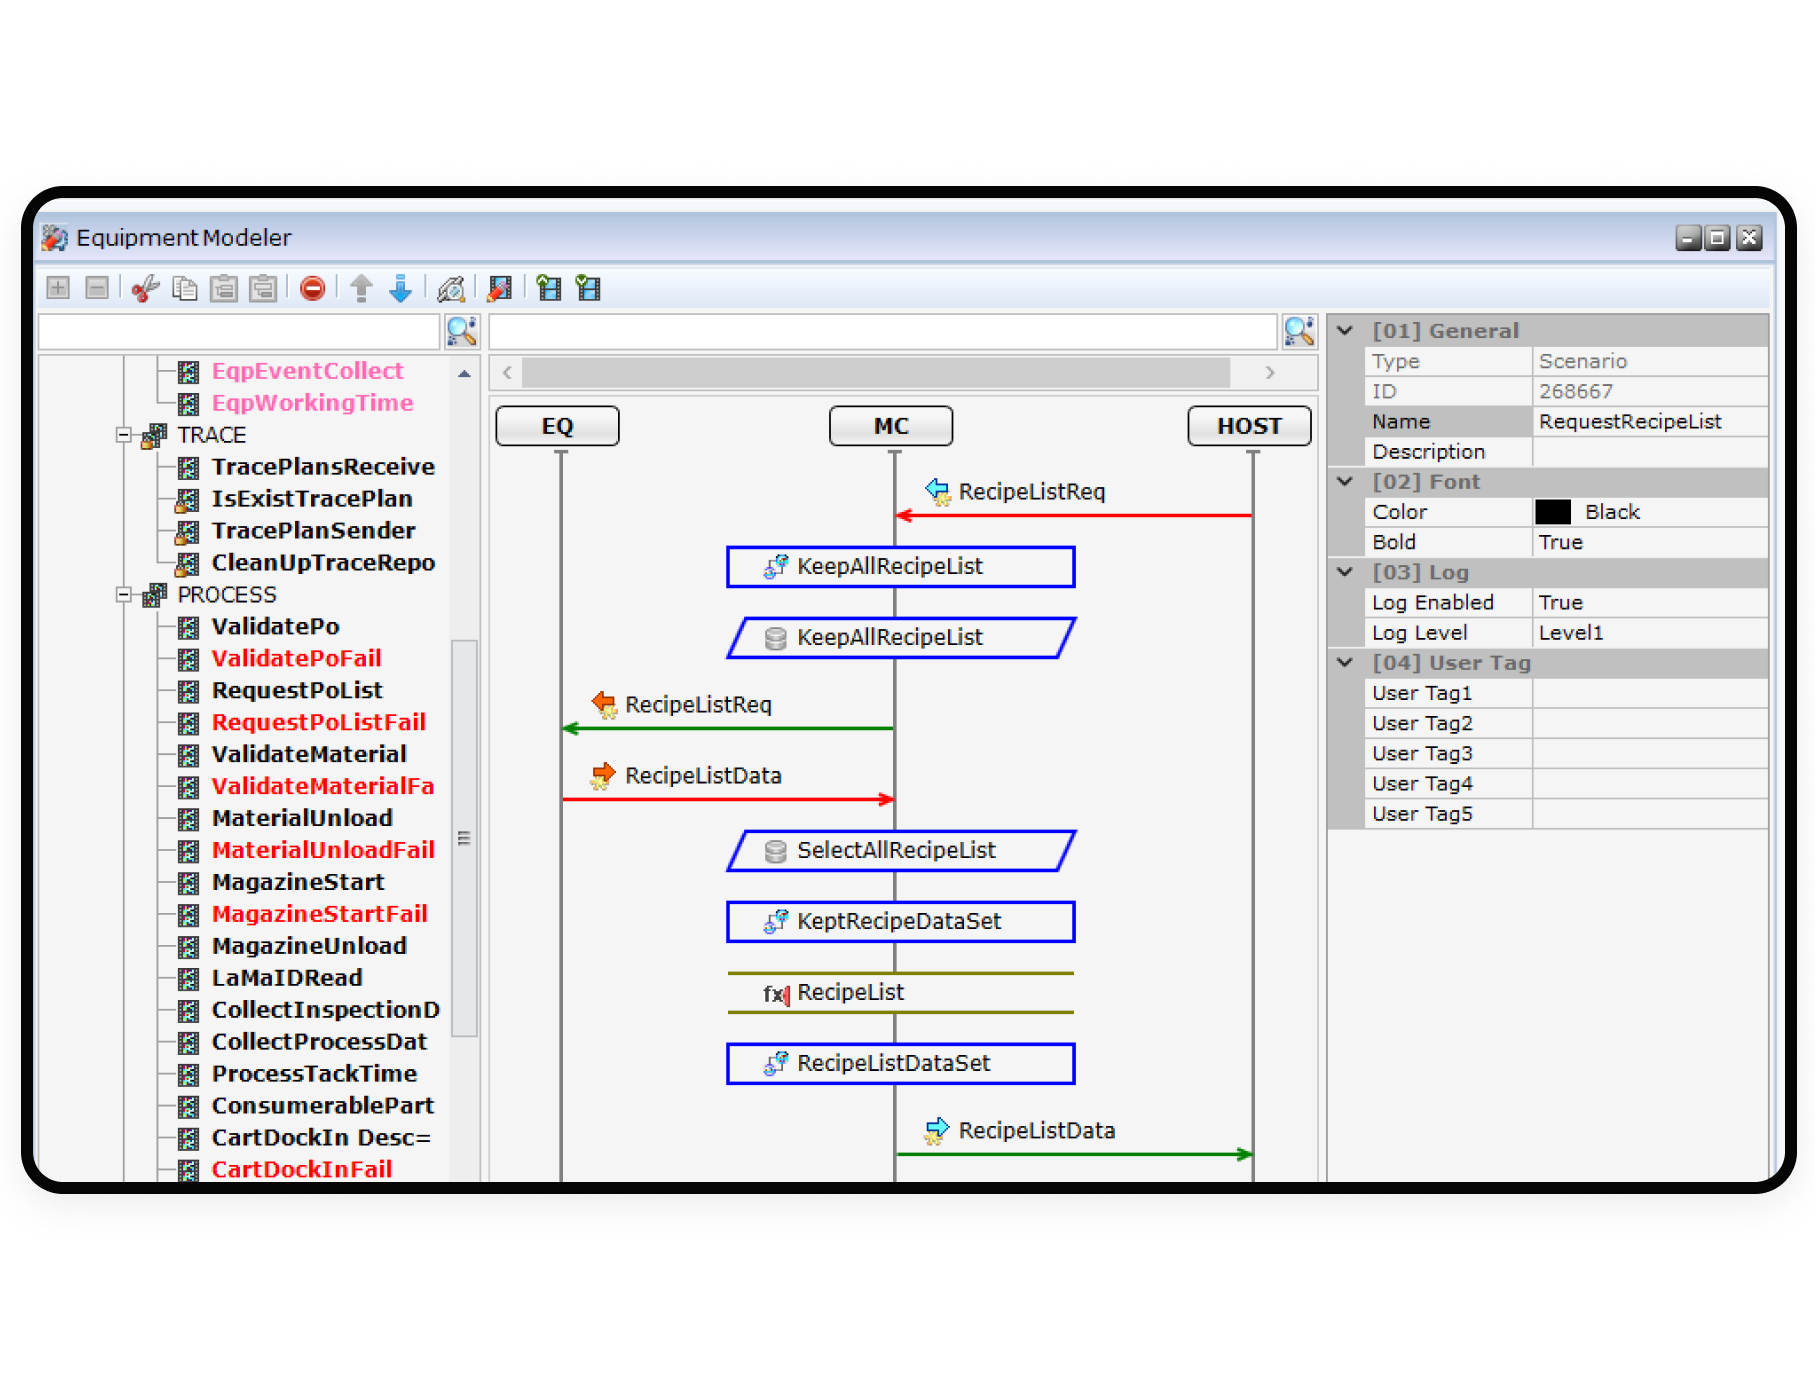 Equipment Modeler
EqpEventCollect
EqpWorkingTime
TRACE
TracePlansReceive
IsExistTracePlan
TracePlanSender
CleanUpTraceRepo
PROCESS
ValidatePo
ValidatePoFail
RequestPoList
RequestPoListFail
ValidateMaterial
ValidateMaterialFa
MaterialUnload
MaterialUnloadFail
MagazineStart
MagazineStartFail
MagazineUnload
LaMaIDRead
CollectInspectionD
CollectProcessDat
ProcessTackTime
ConsumerablePart
CartDockIn Desc=
CartDockInFail
EQ MC HOST
RecipeListReq
KeepAllRecipeList
KeepAllRecipeList
RecipeListReq
RecipeListData
SelectAllRecipeList
KeptRecipeDataSet
fx RecipeList
RecipeListDataSet
RecipeListData
[01] General
Type Scenario
ID 268667
Name RequestRecipeList
Description
[02] Font
Color Black
Bold True
[03] Log
Log Enabled True
Log Level Level1
[04] User Tag
User Tag1
User Tag2
User Tag3
User Tag4
User Tag5